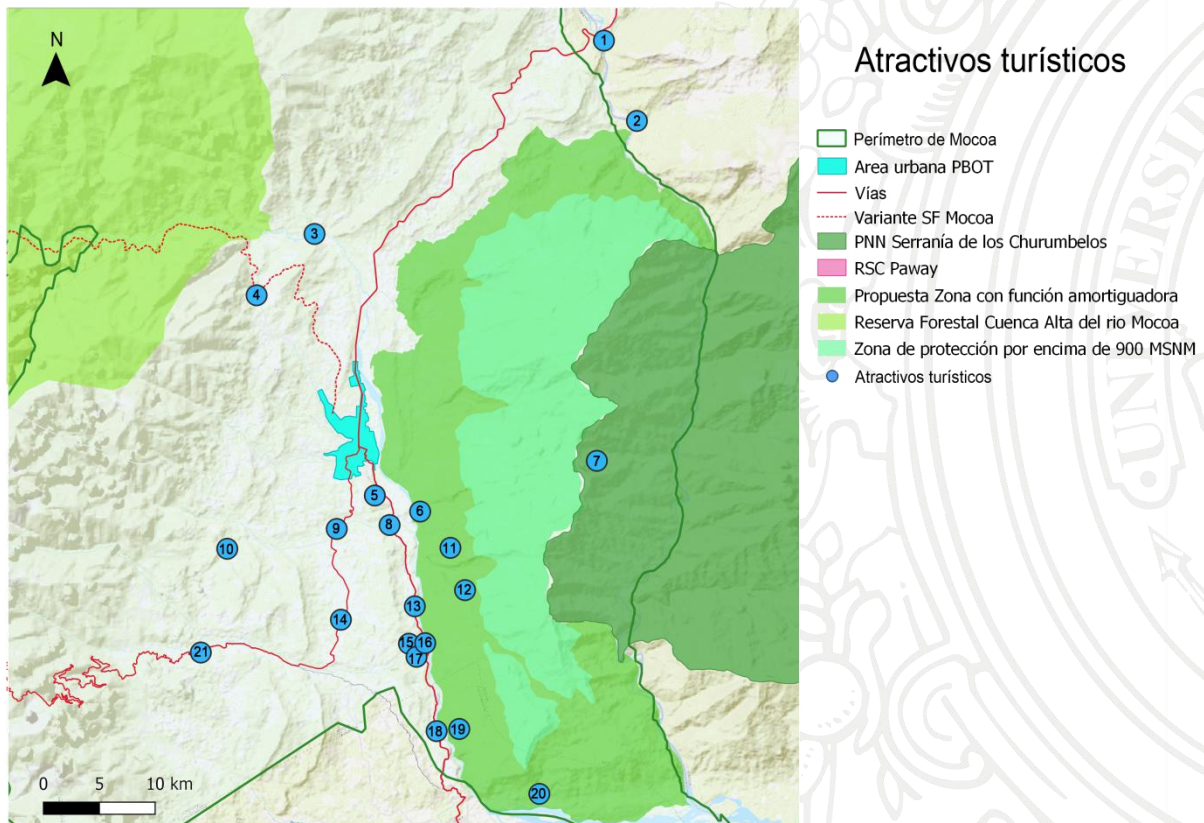 Atractivos turísticos
Perímetro de Mocoa
Area urbana PBOT
Vías
Variante SF Mocoa
PNN Serranía de los Churumbelos
RSC Paway
Propuesta Zona con función amortiguadora
Reserva Forestal Cuenca Alta del rio Mocoa
Zona de protección por encima de 900 MSNM
Atractivos turísticos
N
1
2
3
4
5
6
7
8
9
10
11
12
13
14
15
16
17
18
19
20
21
0 5 10 km
UNIVERSID